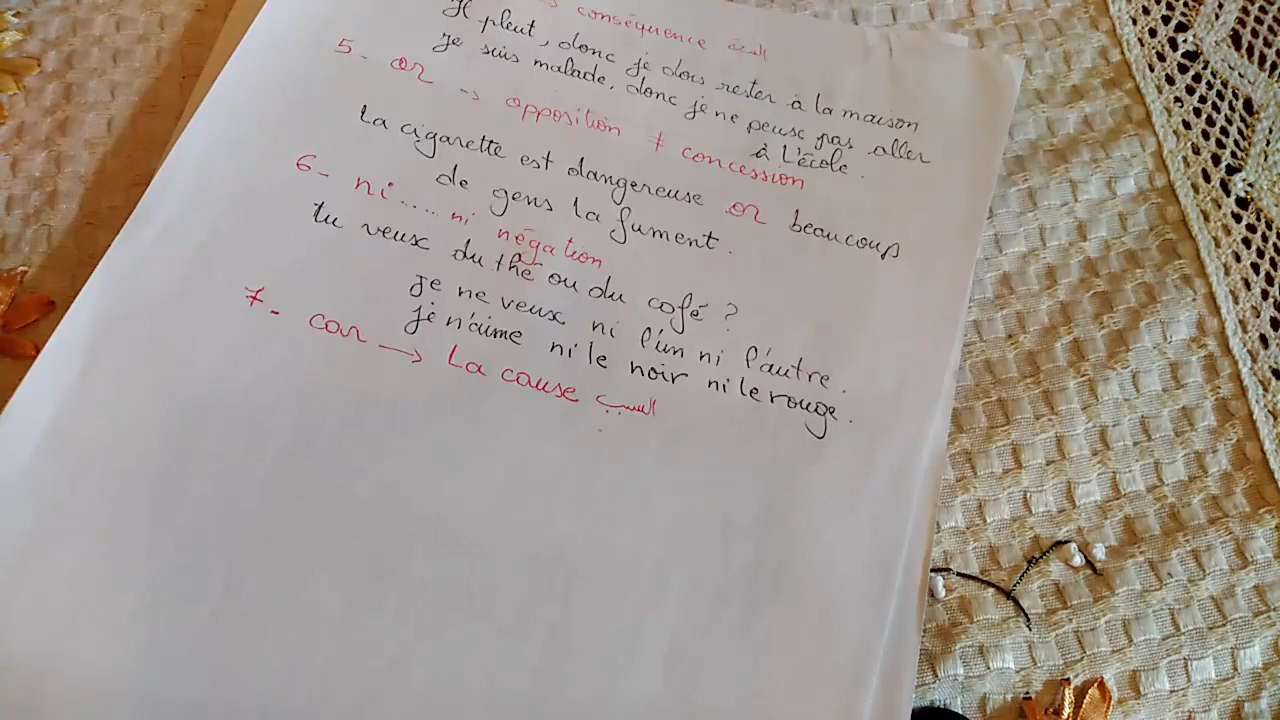 conséquence
Il pleut, donc je dois rester à la maison
Je suis malade, donc je ne peux pas aller
à l'école.
5- or → opposition ≠ concession
La cigarette est dangereuse or beaucoup
de gens la fument.
6- ni ..... ni négation
tu veux du thé ou du café ?
Je ne veux ni l'un ni l'autre.
Je n'aime ni le noir ni le rouge.
7- car → La cause السبب